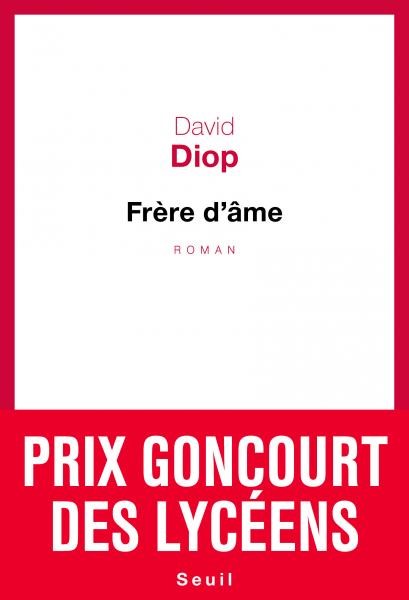 David
Diop
Frère d'âme
ROMAN
PRIX GONCOURT
DES LYCÉENS
Seuil